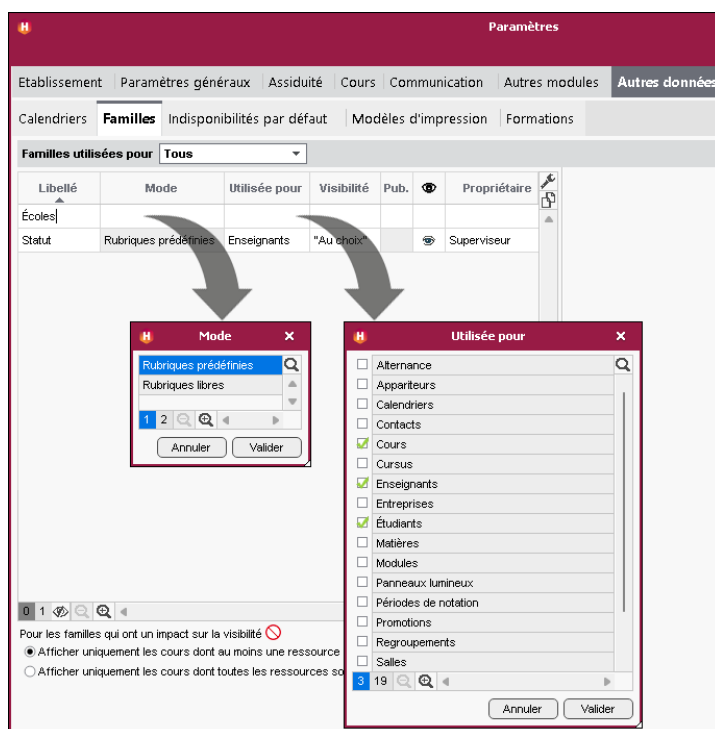 Paramètres
Etablissement Paramètres généraux Assiduité Cours Communication Autres modules Autres données
Calendriers Familles Indisponibilités par défaut Modèles d'impression Formations
Familles utilisées pour Tous
Libellé Mode Utilisée pour Visibilité Pub. Propriétaire
Écoles
Statut Rubriques prédéfinies Enseignants "Au choix" Superviseur
H Mode
Rubriques prédéfinies
Rubriques libres
1 2
Annuler Valider
H Utilisée pour
Alternance
Appariteurs
Calendriers
Contacts
Cours
Cursus
Enseignants
Entreprises
Étudiants
Matières
Modules
Panneaux lumineux
Périodes de notation
Promotions
Regroupements
Salles
3 19
Annuler Valider
0 1
Pour les familles qui ont un impact sur la visibilité
Afficher uniquement les cours dont au moins une ressource
Afficher uniquement les cours dont toutes les ressources so